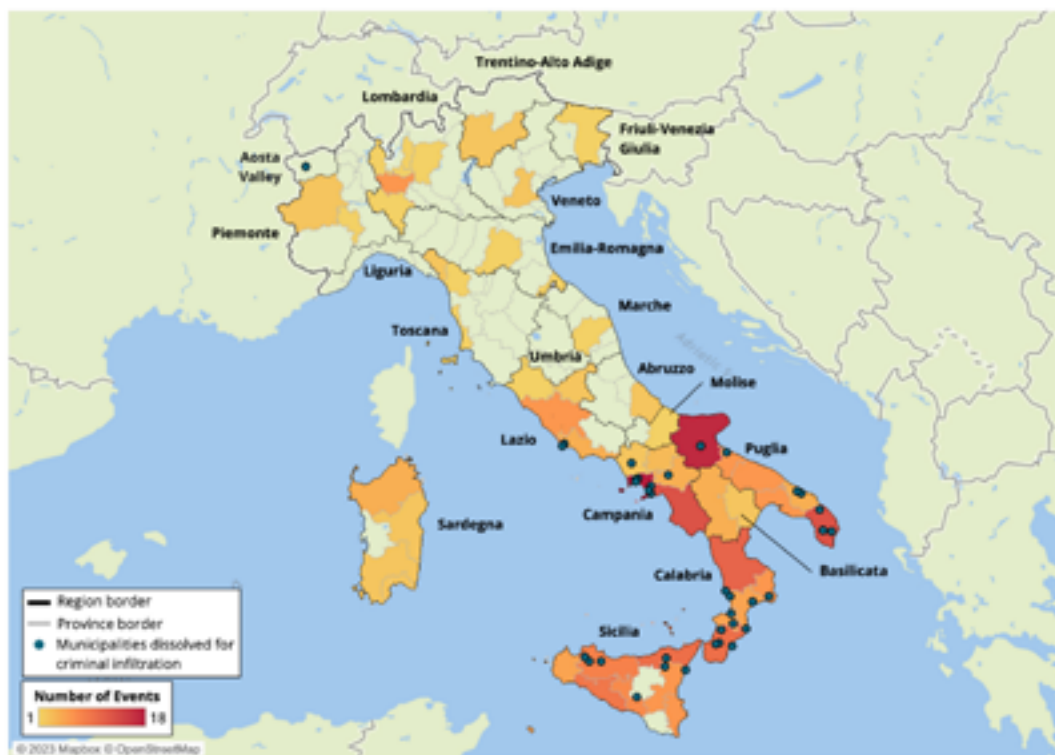 Trentino-Alto Adige
Lombardia
Friuli-Venezia
Giulia
Aosta
Valley
Veneto
Piemonte
Emilia-Romagna
Liguria
Marche
Toscana
Umbria
Abruzzo
Molise
Lazio
Puglia
Campania
Sardegna
Basilicata
Calabria
Sicilia
Region border
Province border
Municipalities dissolved for
criminal infiltration
Number of Events
1 18
© 2023 Mapbox © OpenStreetMap